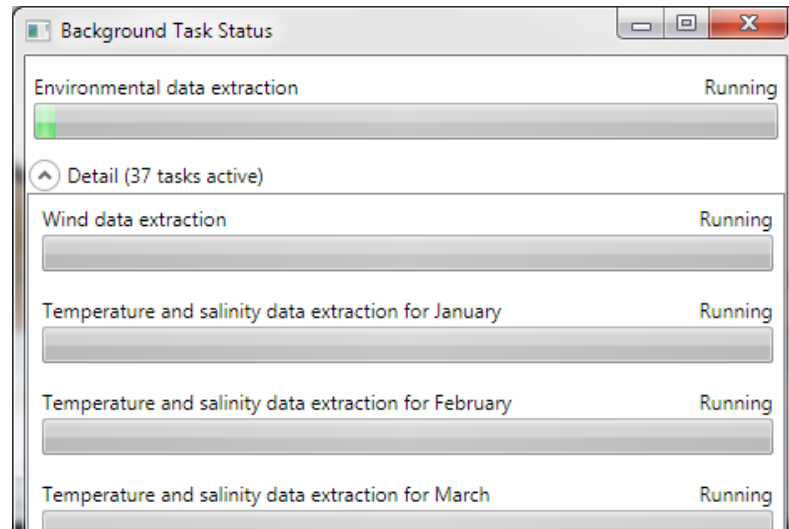 Background Task Status
Environmental data extraction Running
Detail (37 tasks active)
Wind data extraction Running
Temperature and salinity data extraction for January Running
Temperature and salinity data extraction for February Running
Temperature and salinity data extraction for March Running